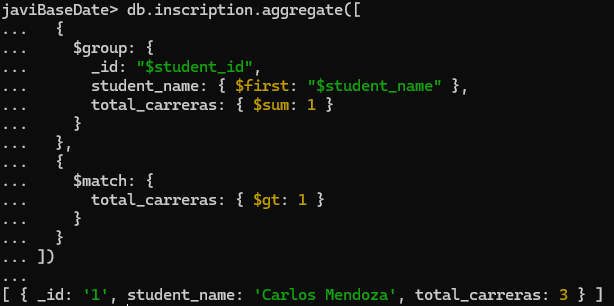 javiBaseDate> db.inscription.aggregate([
...   {
...     $group: {
...       _id: "$student_id",
...       student_name: { $first: "$student_name" },
...       total_carreras: { $sum: 1 }
...     }
...   },
...   {
...     $match: {
...       total_carreras: { $gt: 1 }
...     }
...   }
... ])
...
[ { _id: '1', student_name: 'Carlos Mendoza', total_carreras: 3 } ]